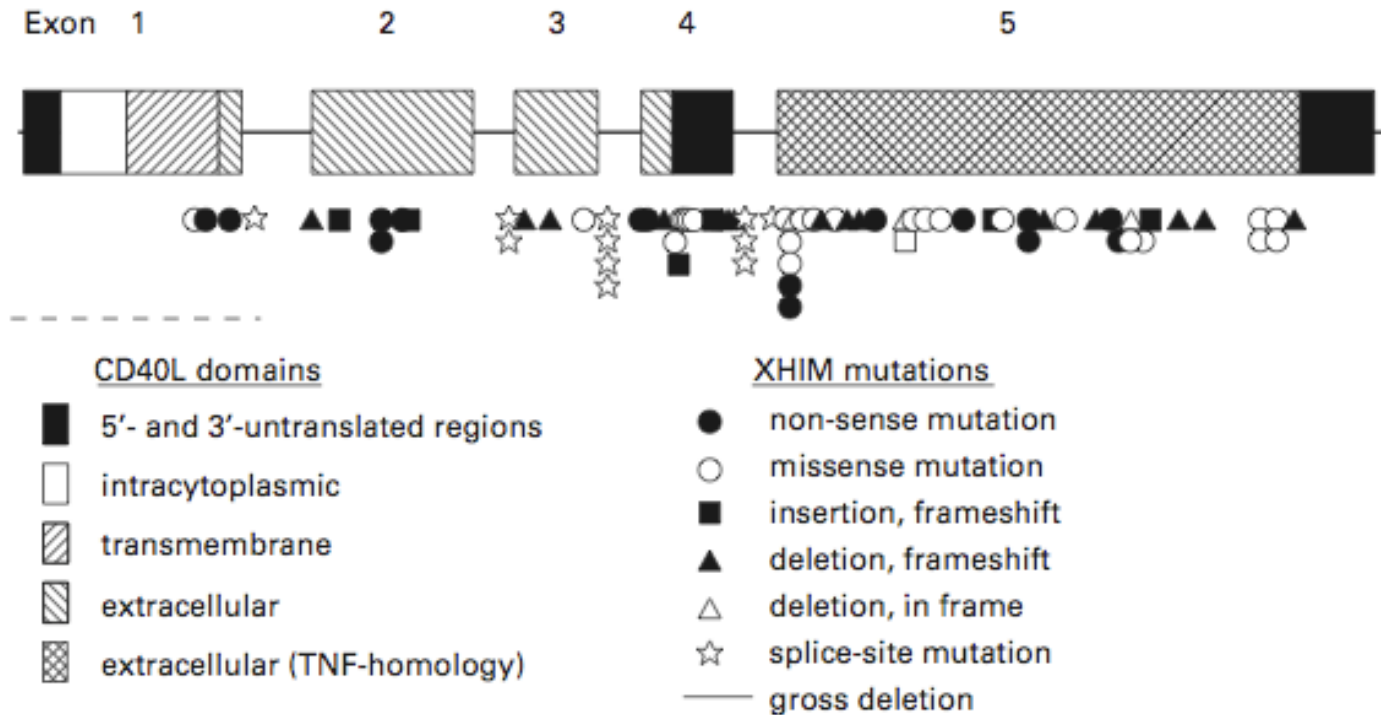 Exon 1 2 3 4 5
CD40L domains
5′- and 3′-untranslated regions
intracytoplasmic
transmembrane
extracellular
extracellular (TNF-homology)
XHIM mutations
non-sense mutation
missense mutation
insertion, frameshift
deletion, frameshift
deletion, in frame
splice-site mutation
gross deletion